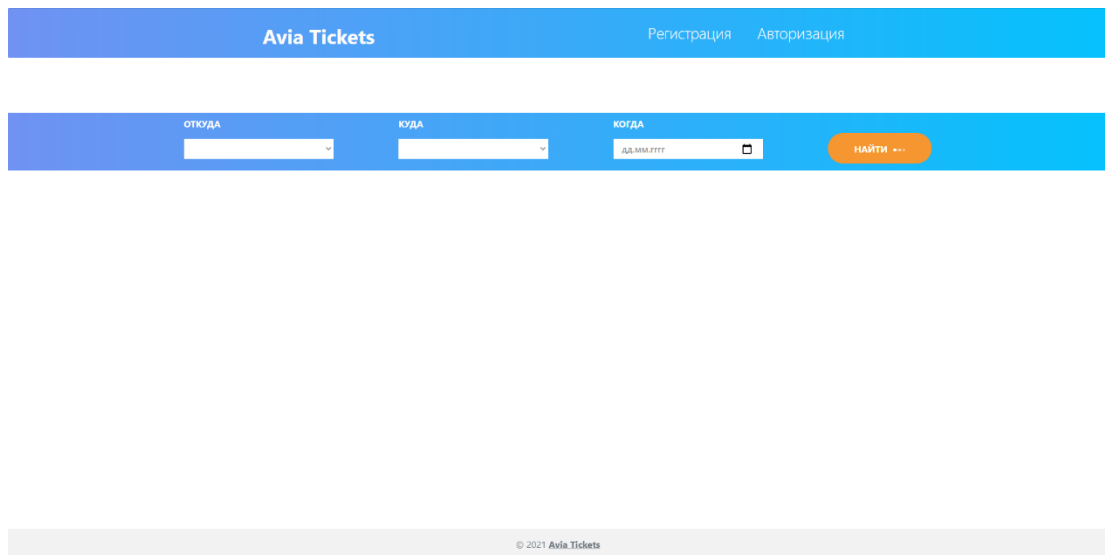 Avia Tickets
Регистрация Авторизация
ОТКУДА КУДА КОГДА
дд.мм.гггг
НАЙТИ
© 2021 Avia Tickets